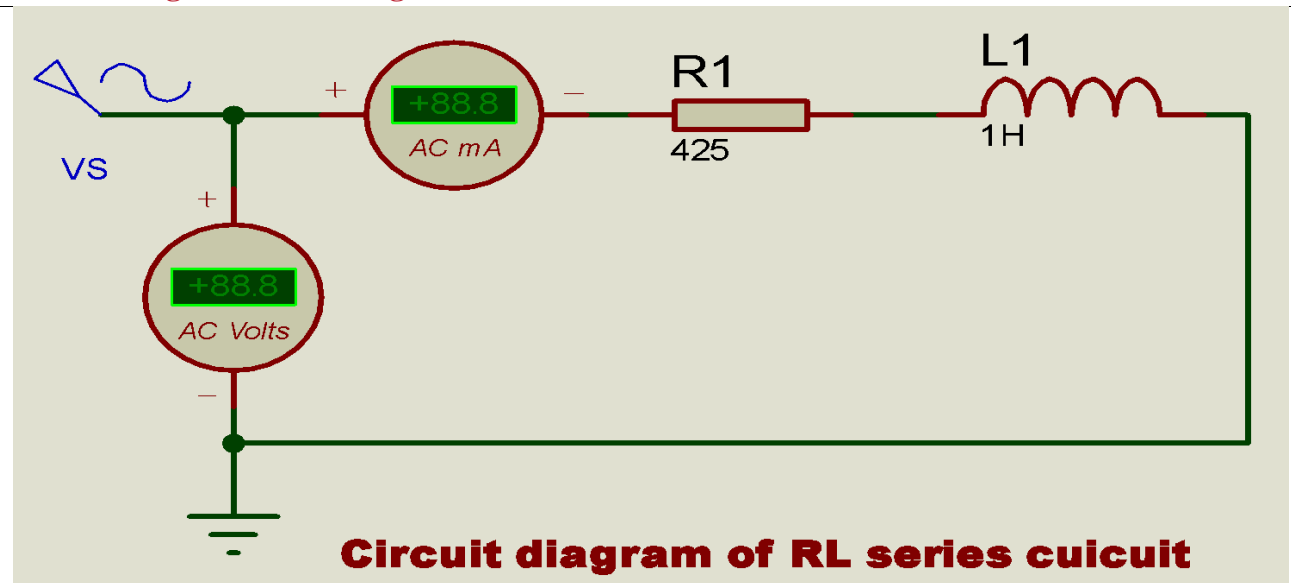 R1
L1
+
+88.8
AC mA
−
425
1H
VS
+
+88.8
AC Volts
−
Circuit diagram of RL series cuicuit